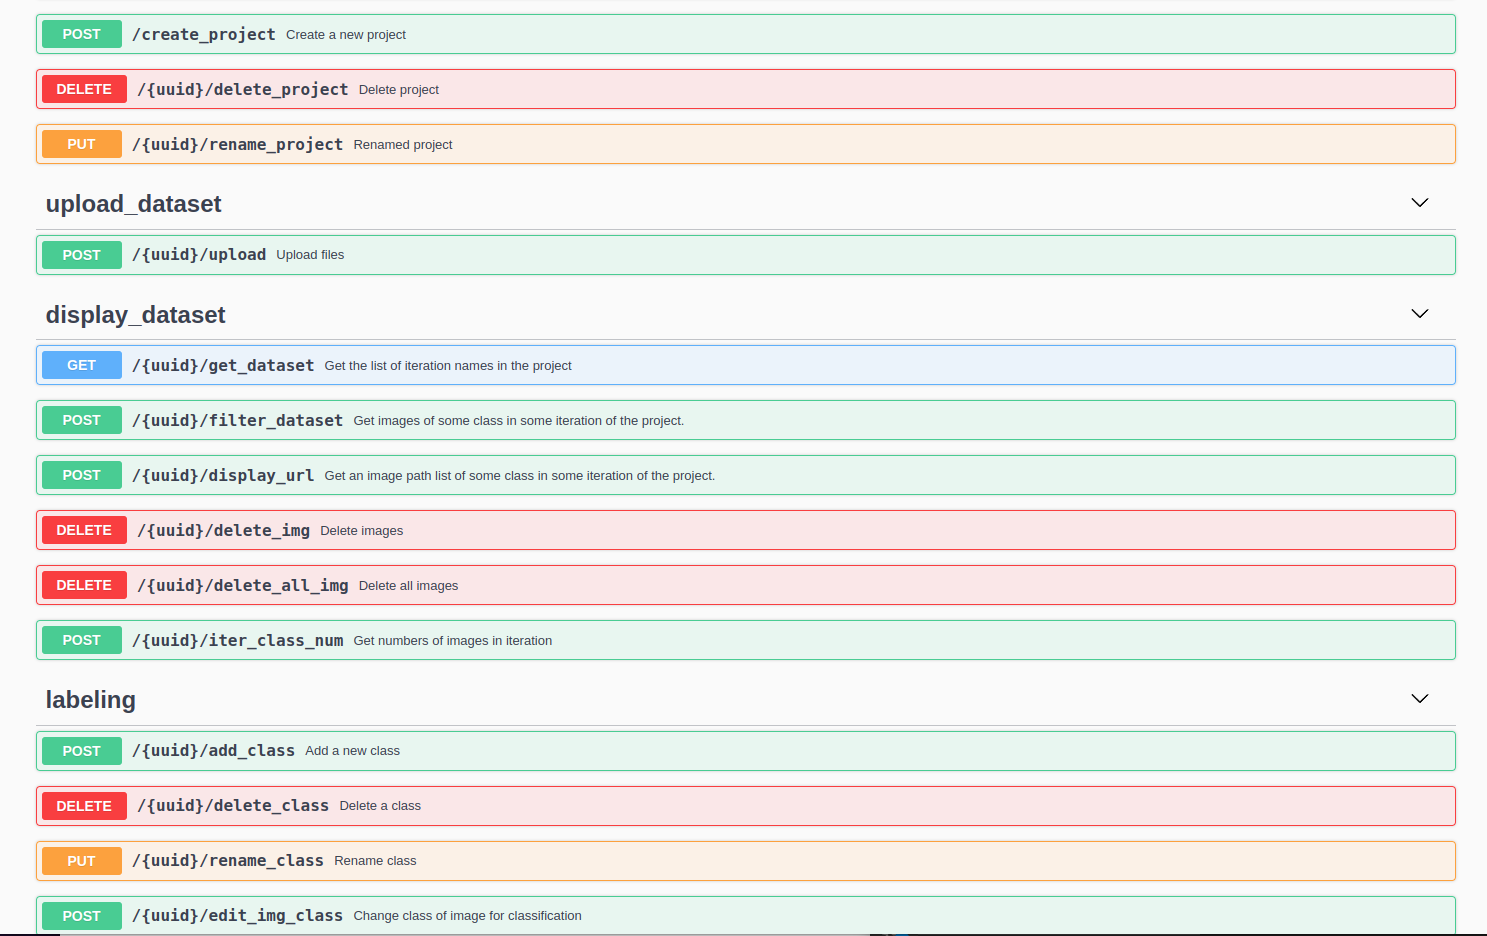 POST /create_project Create a new project
DELETE /{uuid}/delete_project Delete project
PUT /{uuid}/rename_project Renamed project
upload_dataset
POST /{uuid}/upload Upload files
display_dataset
GET /{uuid}/get_dataset Get the list of iteration names in the project
POST /{uuid}/filter_dataset Get images of some class in some iteration of the project.
POST /{uuid}/display_url Get an image path list of some class in some iteration of the project.
DELETE /{uuid}/delete_img Delete images
DELETE /{uuid}/delete_all_img Delete all images
POST /{uuid}/iter_class_num Get numbers of images in iteration
labeling
POST /{uuid}/add_class Add a new class
DELETE /{uuid}/delete_class Delete a class
PUT /{uuid}/rename_class Rename class
POST /{uuid}/edit_img_class Change class of image for classification